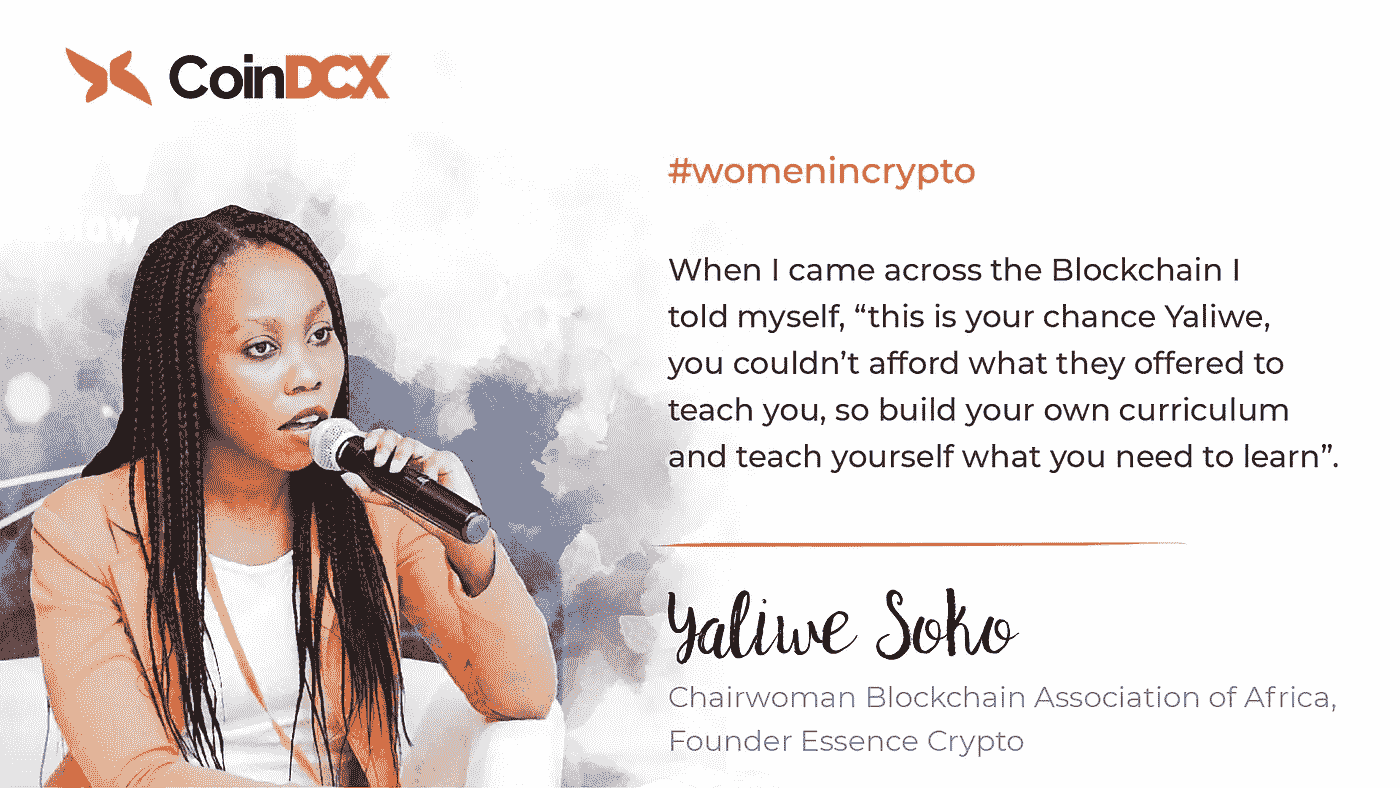 CoinDCX
#womenincrypto
When I came across the Blockchain I
told myself, “this is your chance Yaliwe,
you couldn’t afford what they offered to
teach you, so build your own curriculum
and teach yourself what you need to learn”.
Yaliwe Soko
Chairwoman Blockchain Association of Africa,
Founder Essence Crypto